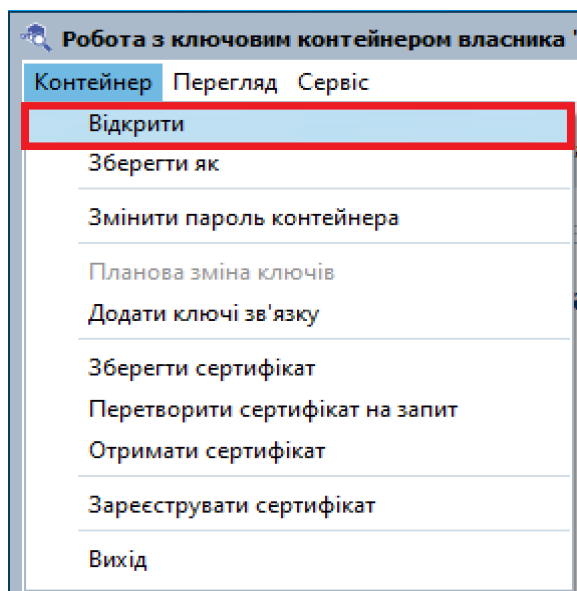 Робота з ключовим контейнером власника "
Контейнер Перегляд Сервіс
Відкрити
Зберегти як
Змінити пароль контейнера
Планова зміна ключів
Додати ключі зв'язку
Зберегти сертифікат
Перетворити сертифікат на запит
Отримати сертифікат
Зареєструвати сертифікат
Вихід